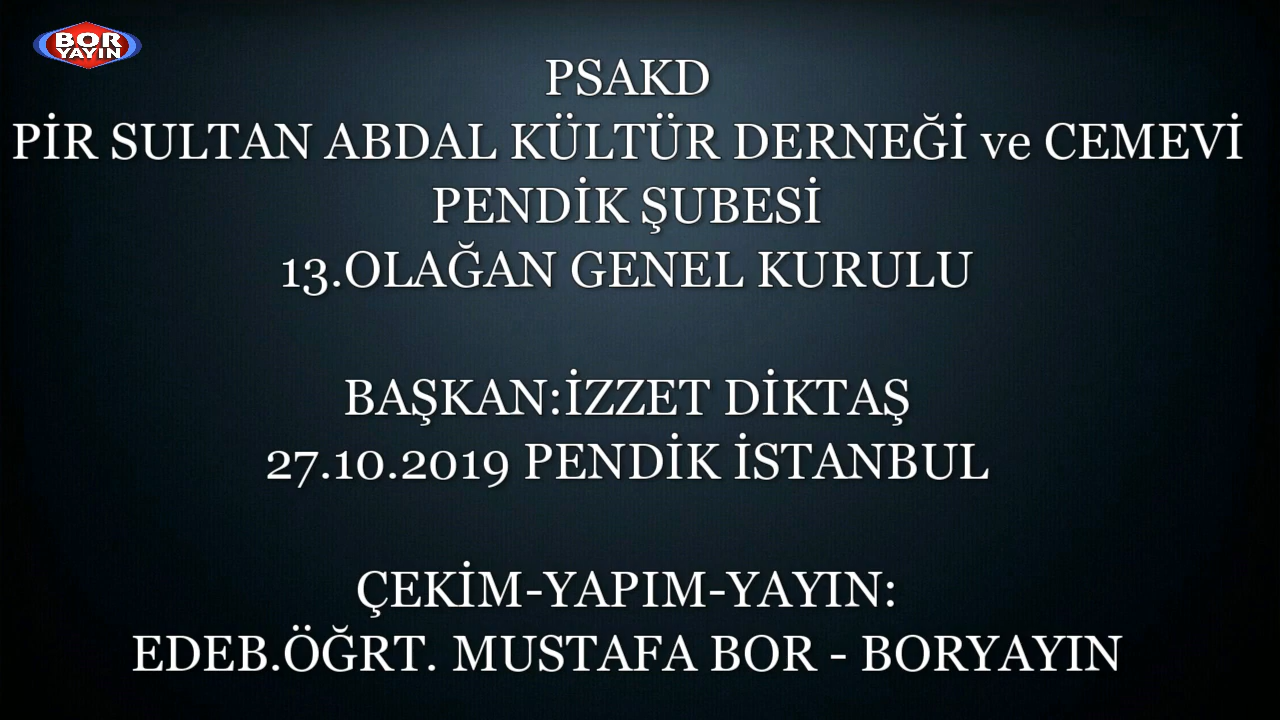 BOR
YAYIN
PSAKD
PİR SULTAN ABDAL KÜLTÜR DERNEĞİ ve CEMEVİ
PENDİK ŞUBESİ
13.OLAĞAN GENEL KURULU
BAŞKAN:İZZET DİKTAŞ
27.10.2019 PENDİK İSTANBUL
ÇEKİM-YAPIM-YAYIN:
EDEB.ÖĞRT. MUSTAFA BOR - BORYAYIN